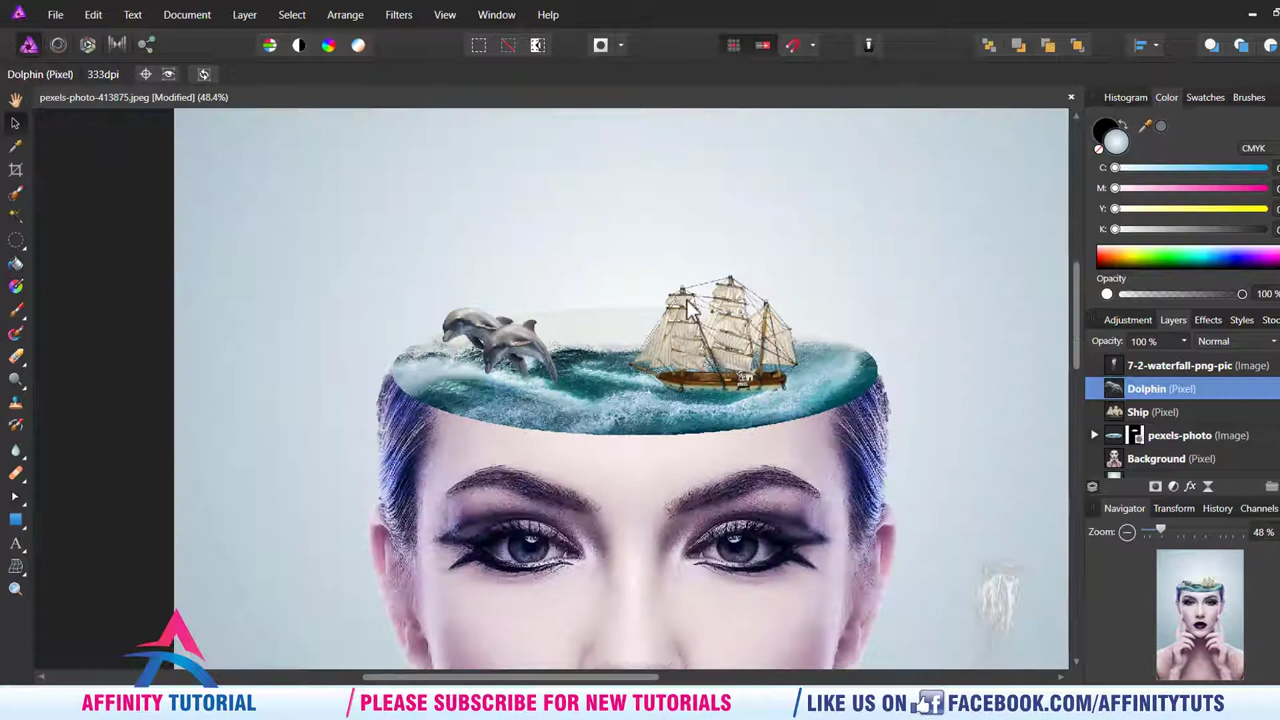 File Edit Text Document Layer Select Arrange Filters View Window Help
Dolphin (Pixel) 333dpi
pexels-photo-413875.jpeg [Modified] (48.4%)
Histogram Color Swatches Brushes
CMYK
C:
M:
Y:
K:
Opacity
100 %
Adjustment Layers Effects Styles Stoc
Opacity: 100 % Normal
7-2-waterfall-png-pic (Image)
Dolphin (Pixel)
Ship (Pixel)
pexels-photo (Image)
Background (Pixel)
fx
Navigator Transform History Channels
Zoom: 48 %
AFFINITY TUTORIAL
PLEASE SUBSCRIBE FOR NEW TUTORIALS
LIKE US ON FACEBOOK.COM/AFFINITYTUTS